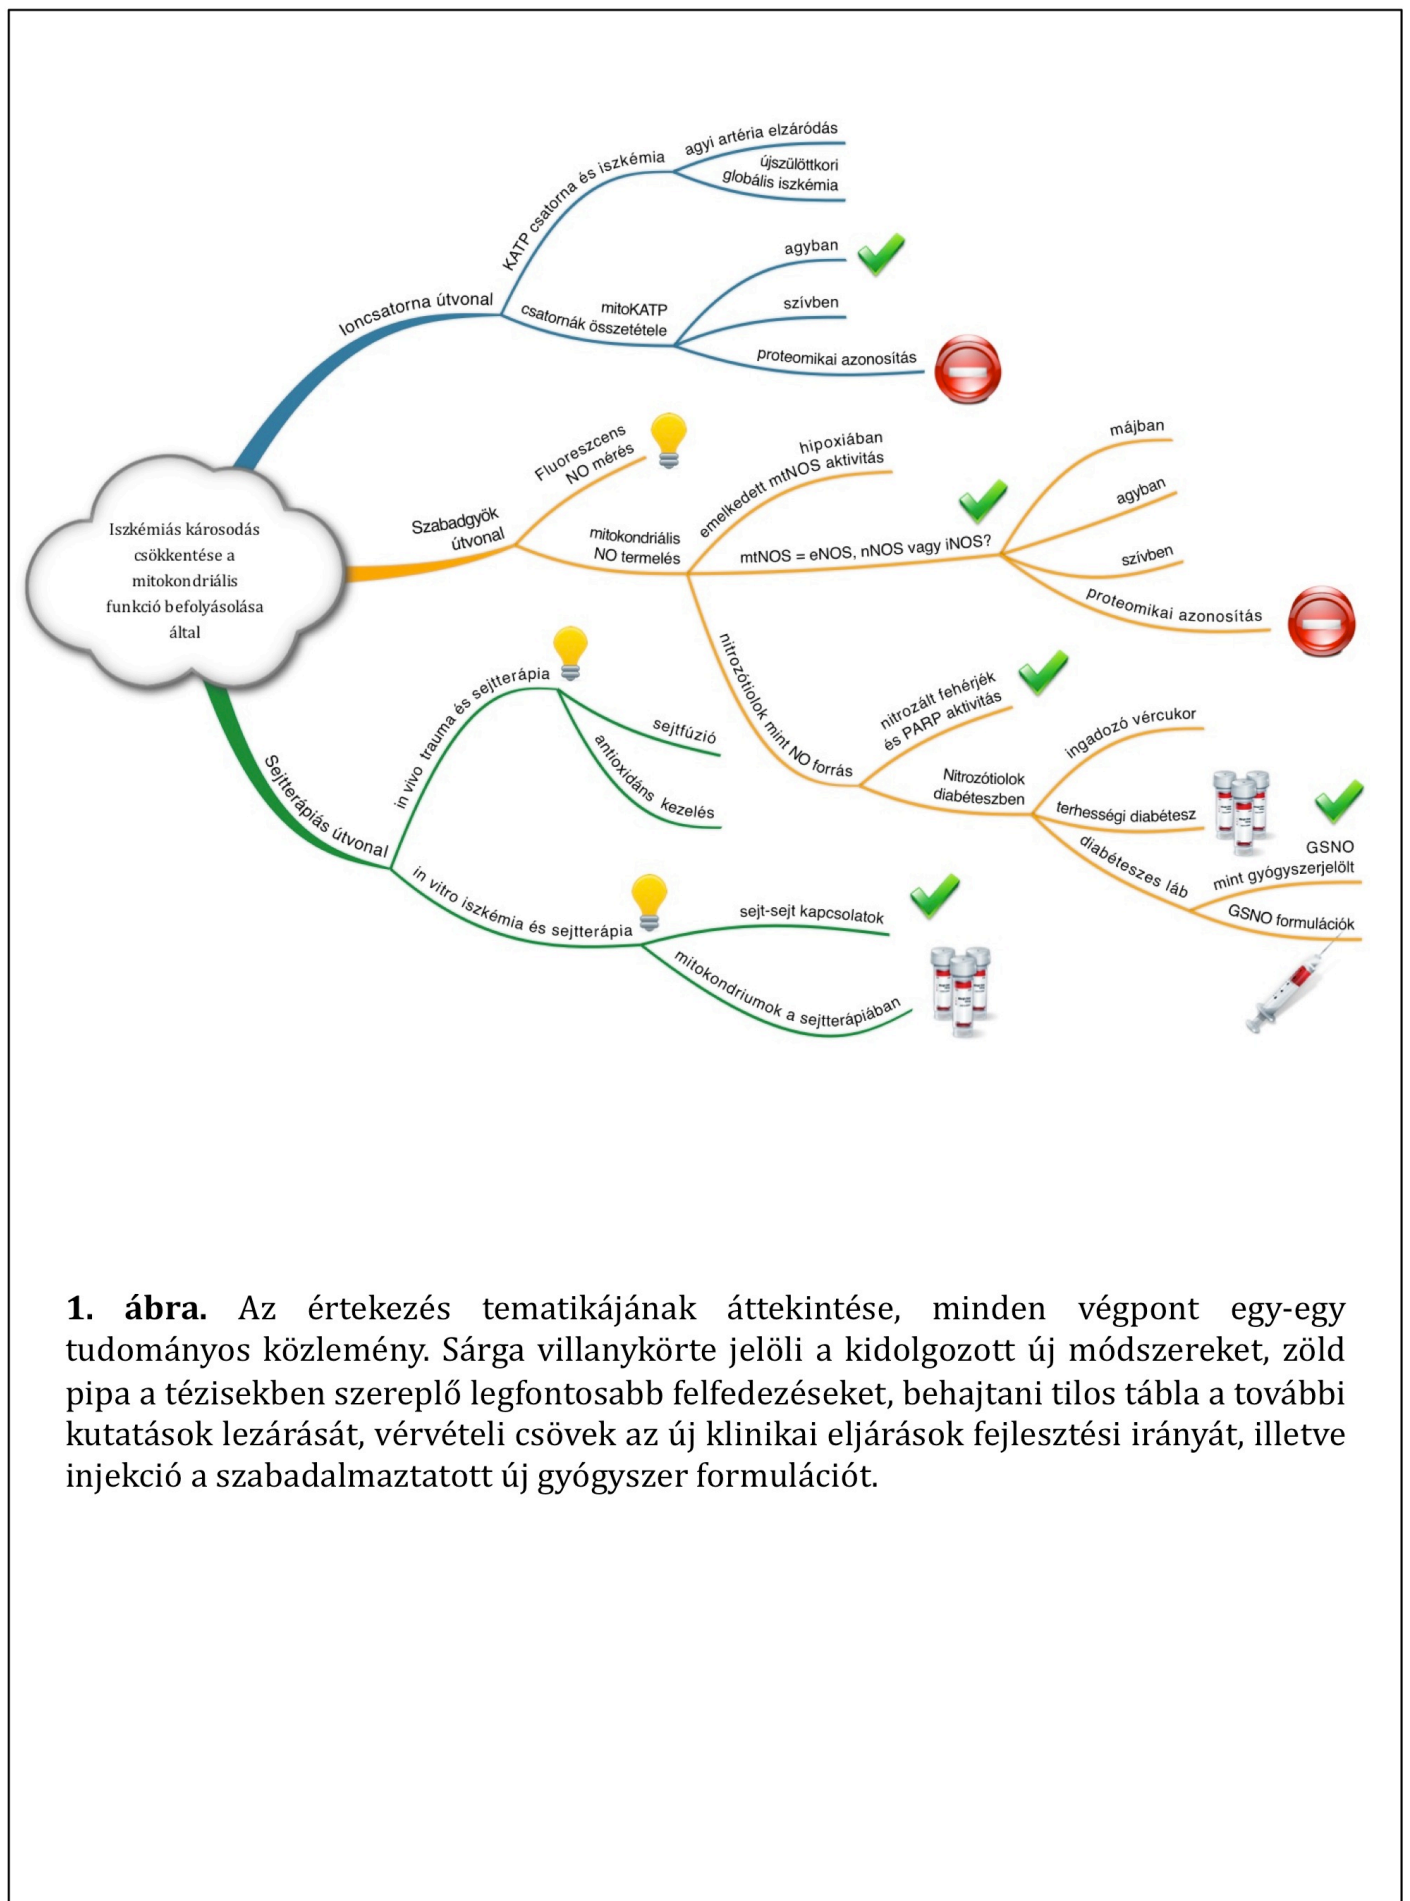 agyi artéria elzáródás
újszülöttkori
globális iszkémia
KATP csatorna és iszkémia
agyban
szívben
mitoKATP
csatornák összetétele
proteomikai azonosítás
Ioncsatorna útvonal
Fluoreszcens
NO mérés
hipoxiában
emelkedett mtNOS aktivitás
májban
agyban
szívben
proteomikai azonosítás
Szabadgyök
útvonal
mitokondriális
NO termelés
mtNOS = eNOS, nNOS vagy iNOS?
Iszkémiás károsodás
csökkentése a
mitokondriális
funkció befolyásolása
által
nitrozótiolok mint NO forrás
nitrozált fehérjék
és PARP aktivitás
Nitrozótiolok
diabéteszben
ingadozó vércukor
terhességi diabétesz
diabéteszes láb
GSNO
mint gyógyszerjelölt
GSNO formulációk
in vivo trauma és sejtterápia
sejtfúzió
antioxidáns kezelés
Sejtterápiás útvonal
in vitro iszkémia és sejtterápia
sejt-sejt kapcsolatok
mitokondriumok a sejtterápiában
1. ábra. Az értekezés tematikájának áttekintése, minden végpont egy-egy
tudományos közlemény. Sárga villanykörte jelöli a kidolgozott új módszereket, zöld
pipa a tézisekben szereplő legfontosabb felfedezéseket, behajtani tilos tábla a további
kutatások lezárását, vérvételi csövek az új klinikai eljárások fejlesztési irányát, illetve
injekció a szabadalmaztatott új gyógyszer formulációt.